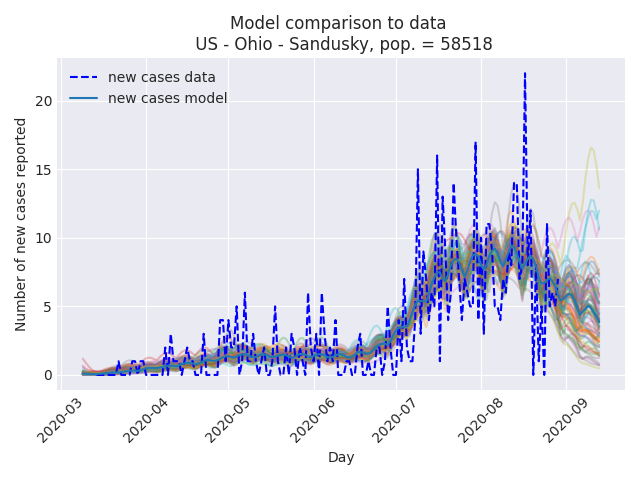 Model comparison to data
US - Ohio - Sandusky, pop. = 58518
new cases data
new cases model
Number of new cases reported
20
15
10
5
0
2020-03
2020-04
2020-05
2020-06
2020-07
2020-08
2020-09
Day